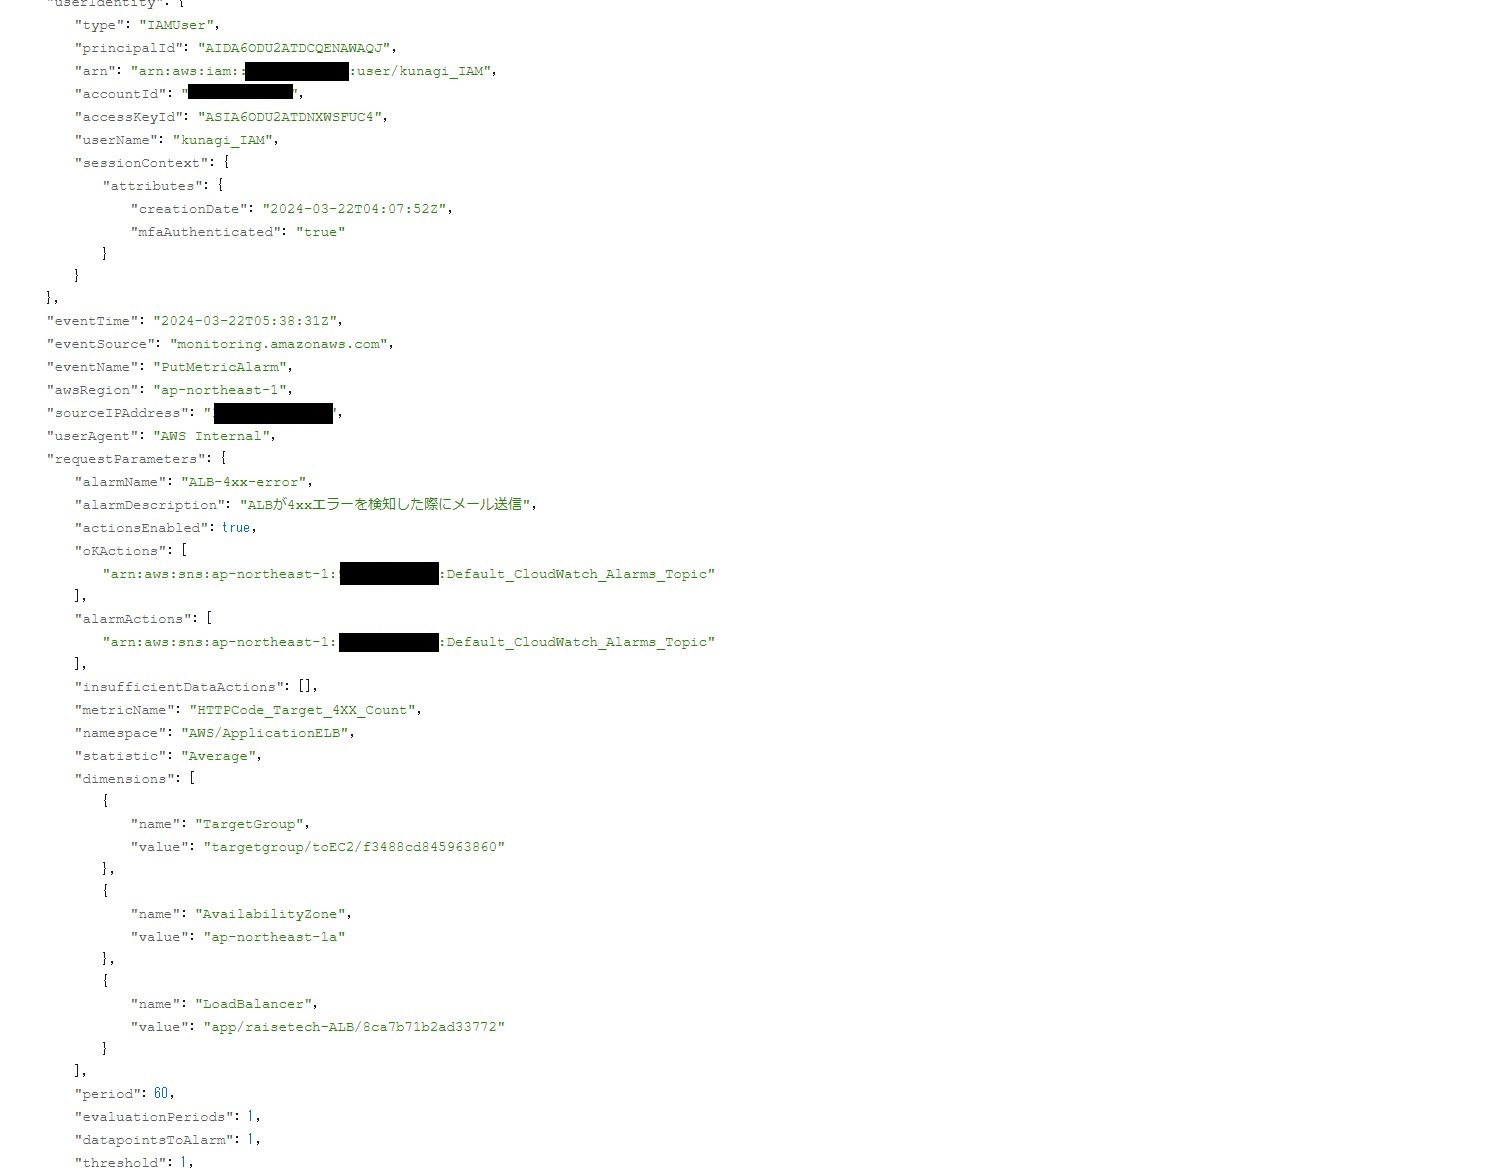 "userIdentity": {
"type": "IAMUser",
"principalId": "AIDA6ODU2ATDCQENAWAQJ",
"arn": "arn:aws:iam:: :user/kunagi_IAM",
"accountId": " ",
"accessKeyId": "ASIA6ODU2ATDNXWSFUC4",
"userName": "kunagi_IAM",
"sessionContext": {
"attributes": {
"creationDate": "2024-03-22T04:07:52Z",
"mfaAuthenticated": "true"
}
}
},
"eventTime": "2024-03-22T05:38:31Z",
"eventSource": "monitoring.amazonaws.com",
"eventName": "PutMetricAlarm",
"awsRegion": "ap-northeast-1",
"sourceIPAddress": " ",
"userAgent": "AWS Internal",
"requestParameters": {
"alarmName": "ALB-4xx-error",
"alarmDescription": "ALBが4xxエラーを検知した際にメール送信",
"actionsEnabled": true,
"oKActions": [
"arn:aws:sns:ap-northeast-1: :Default_CloudWatch_Alarms_Topic"
],
"alarmActions": [
"arn:aws:sns:ap-northeast-1: :Default_CloudWatch_Alarms_Topic"
],
"insufficientDataActions": [],
"metricName": "HTTPCode_Target_4XX_Count",
"namespace": "AWS/ApplicationELB",
"statistic": "Average",
"dimensions": [
{
"name": "TargetGroup",
"value": "targetgroup/toEC2/f3488cd845963860"
},
{
"name": "AvailabilityZone",
"value": "ap-northeast-1a"
},
{
"name": "LoadBalancer",
"value": "app/raisetech-ALB/8ca7b71b2ad33772"
}
],
"period": 60,
"evaluationPeriods": 1,
"datapointsToAlarm": 1,
"threshold": 1,